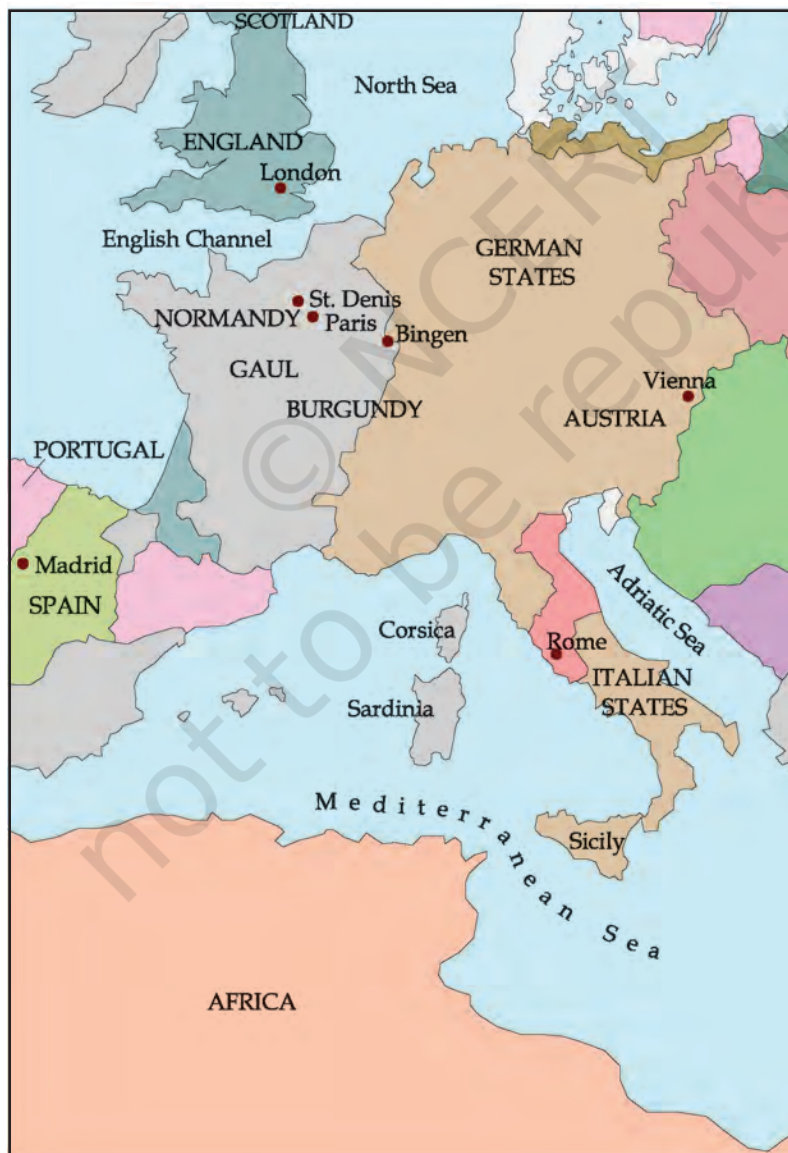 SCOTLAND
North Sea
ENGLAND
London
English Channel
GERMAN
STATES
St. Denis
NORMANDY
Paris
Bingen
GAUL
Vienna
BURGUNDY
AUSTRIA
PORTUGAL
Madrid
SPAIN
Adriatic Sea
Corsica
Rome
ITALIAN
STATES
Sardinia
Mediterranean Sea
Sicily
AFRICA
© NCERT
not to be republ